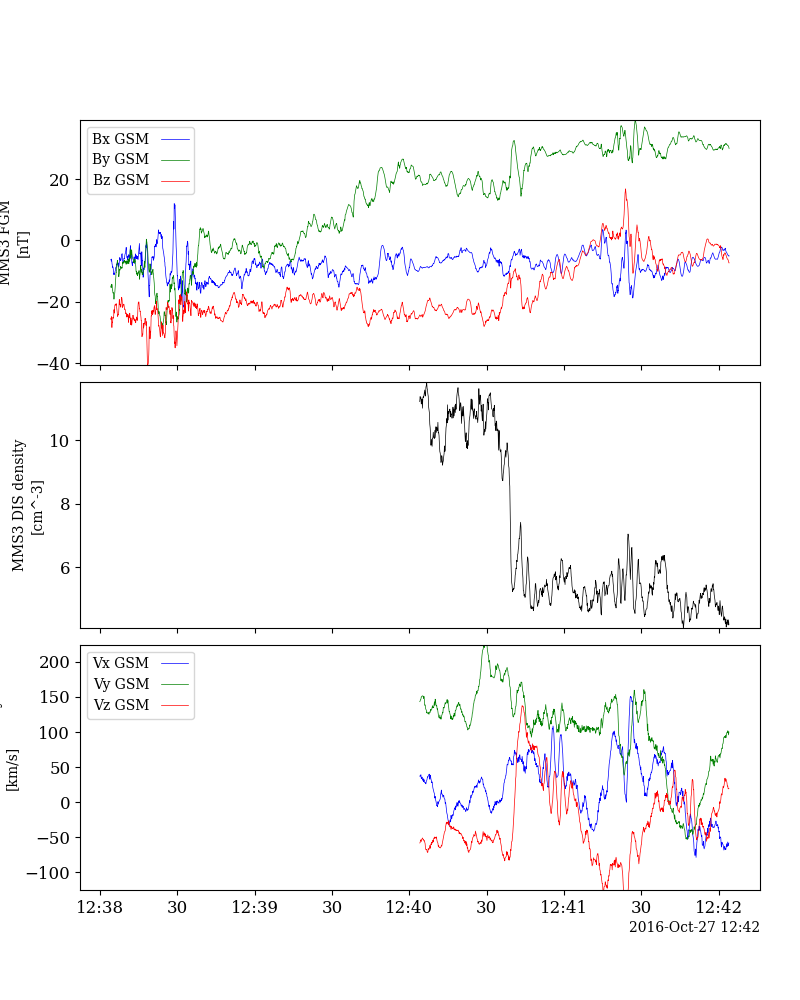 Bx GSM
By GSM
Bz GSM
20
0
−20
−40
MMS3 FGM
[nT]
10
8
6
MMS3 DIS density
[cm^-3]
Vx GSM
Vy GSM
Vz GSM
200
150
100
50
0
−50
−100
[km/s]
12:38
30
12:39
30
12:40
30
12:41
30
12:42
2016-Oct-27 12:42